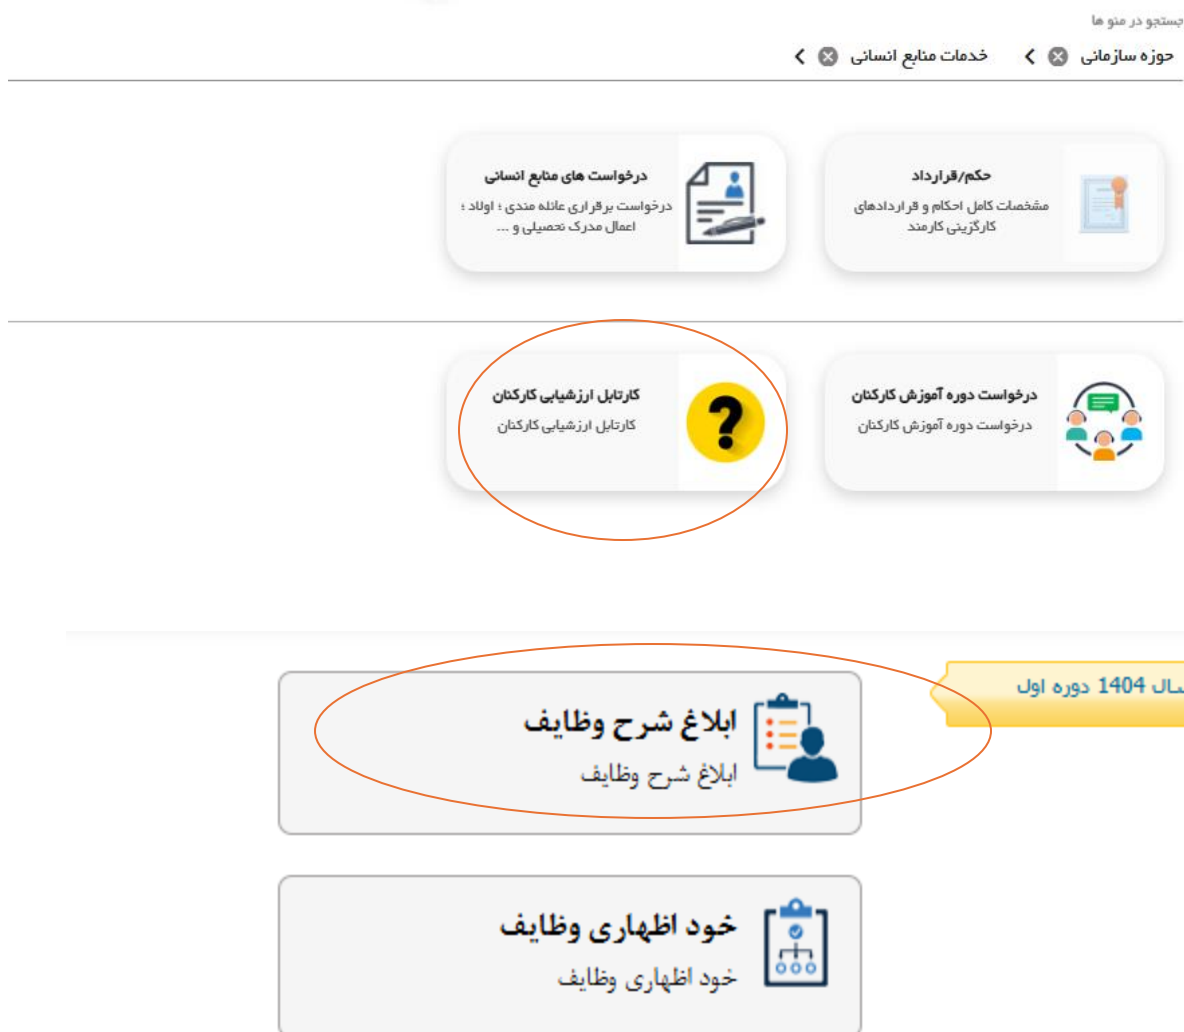 جستجو در منو ها
حوزه سازمانی خدمات منابع انسانی
حکم/قرارداد
مشخصات کامل احکام و قراردادهای
کارگزینی کارمند
درخواست های منابع انسانی
درخواست برقراری عائله مندی ؛ اولاد ؛
اعمال مدرک تحصیلی و ...
درخواست دوره آموزش کارکنان
درخواست دوره آموزش کارکنان
کارتابل ارزشیابی کارکنان
کارتابل ارزشیابی کارکنان
سال 1404 دوره اول
ابلاغ شرح وظایف
ابلاغ شرح وظایف
خود اظهاری وظایف
خود اظهاری وظایف